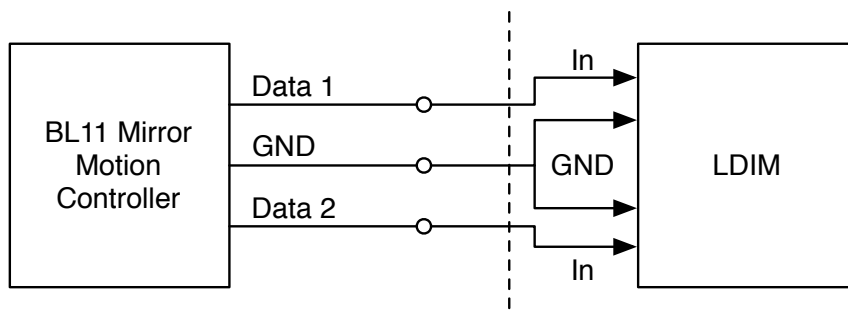 BL11 Mirror
Motion
Controller
Data 1
GND
Data 2
In
GND
In
LDIM